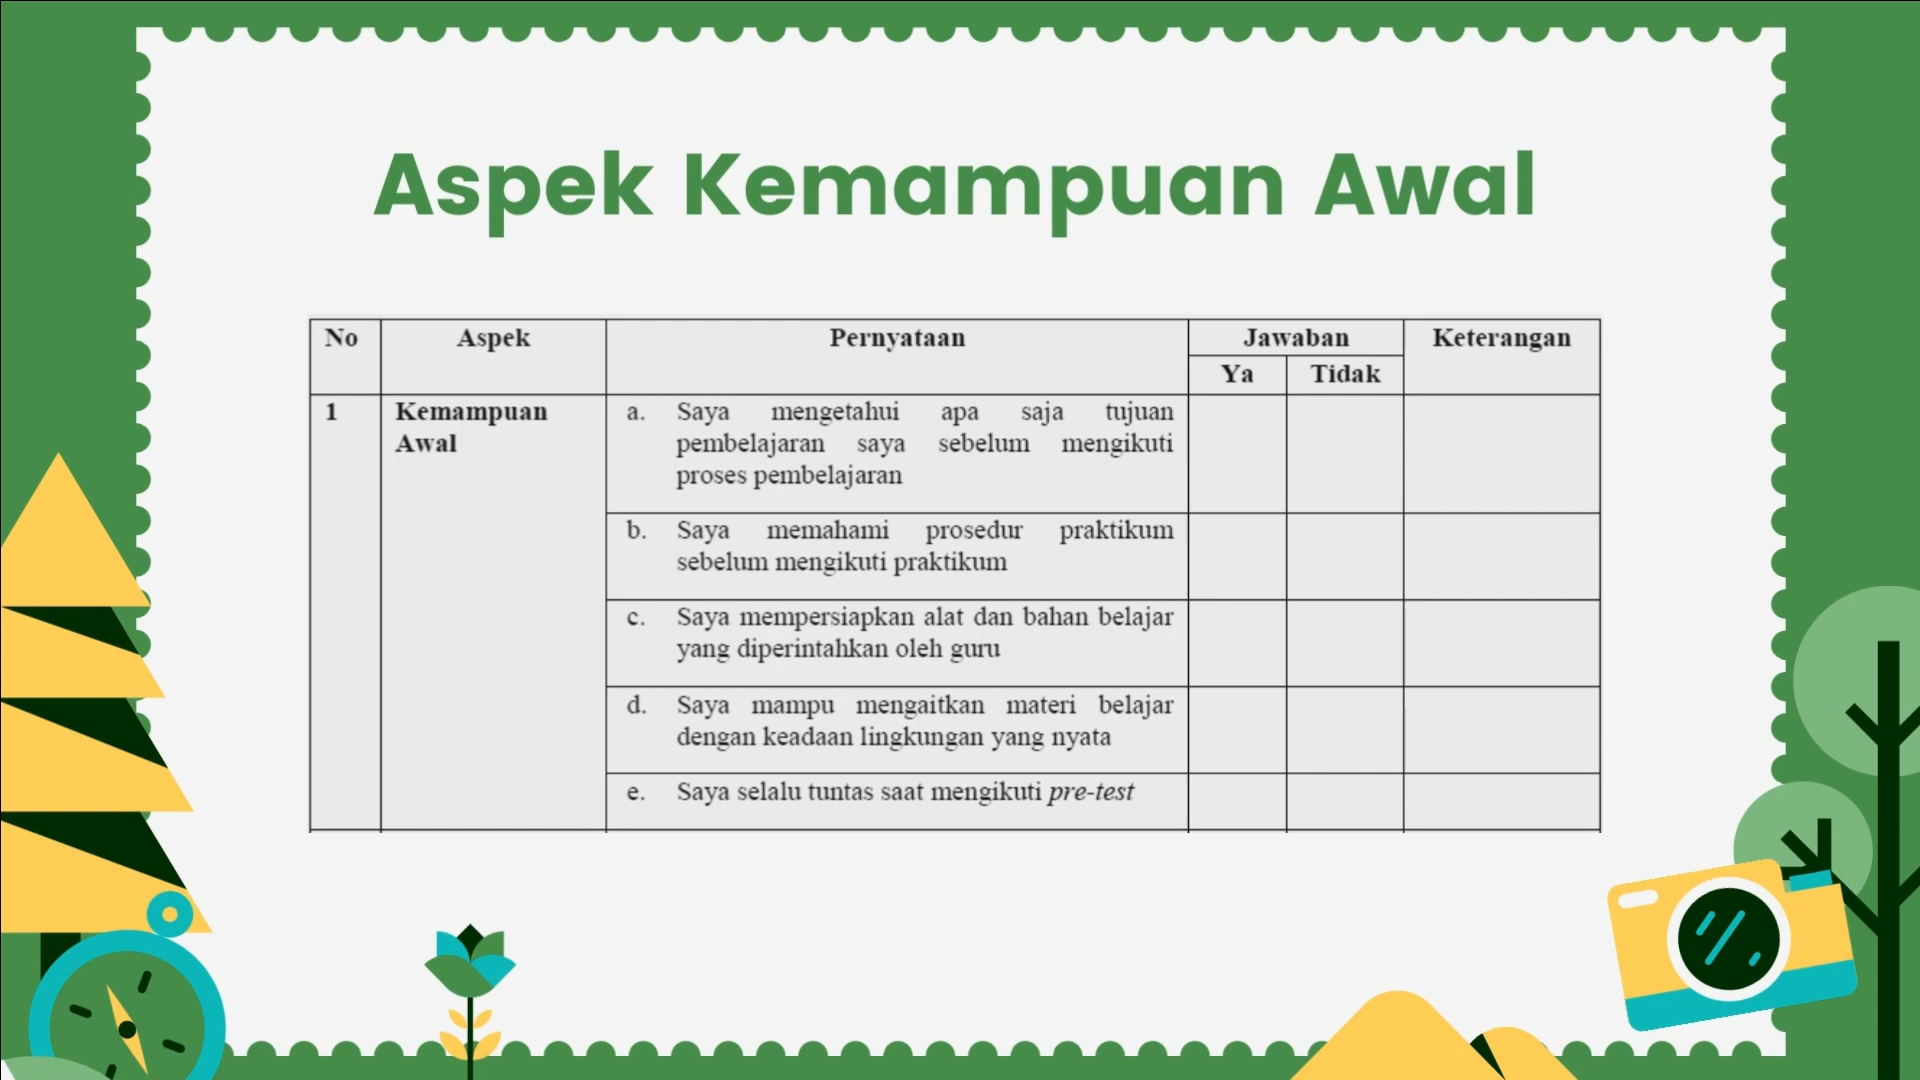 Aspek Kemampuan Awal
No Aspek Pernyataan Jawaban Keterangan
Ya Tidak
1 Kemampuan a. Saya mengetahui apa saja tujuan
Awal pembelajaran saya sebelum mengikuti
proses pembelajaran
b. Saya memahami prosedur praktikum
sebelum mengikuti praktikum
c. Saya mempersiapkan alat dan bahan belajar
yang diperintahkan oleh guru
d. Saya mampu mengaitkan materi belajar
dengan keadaan lingkungan yang nyata
e. Saya selalu tuntas saat mengikuti pre-test